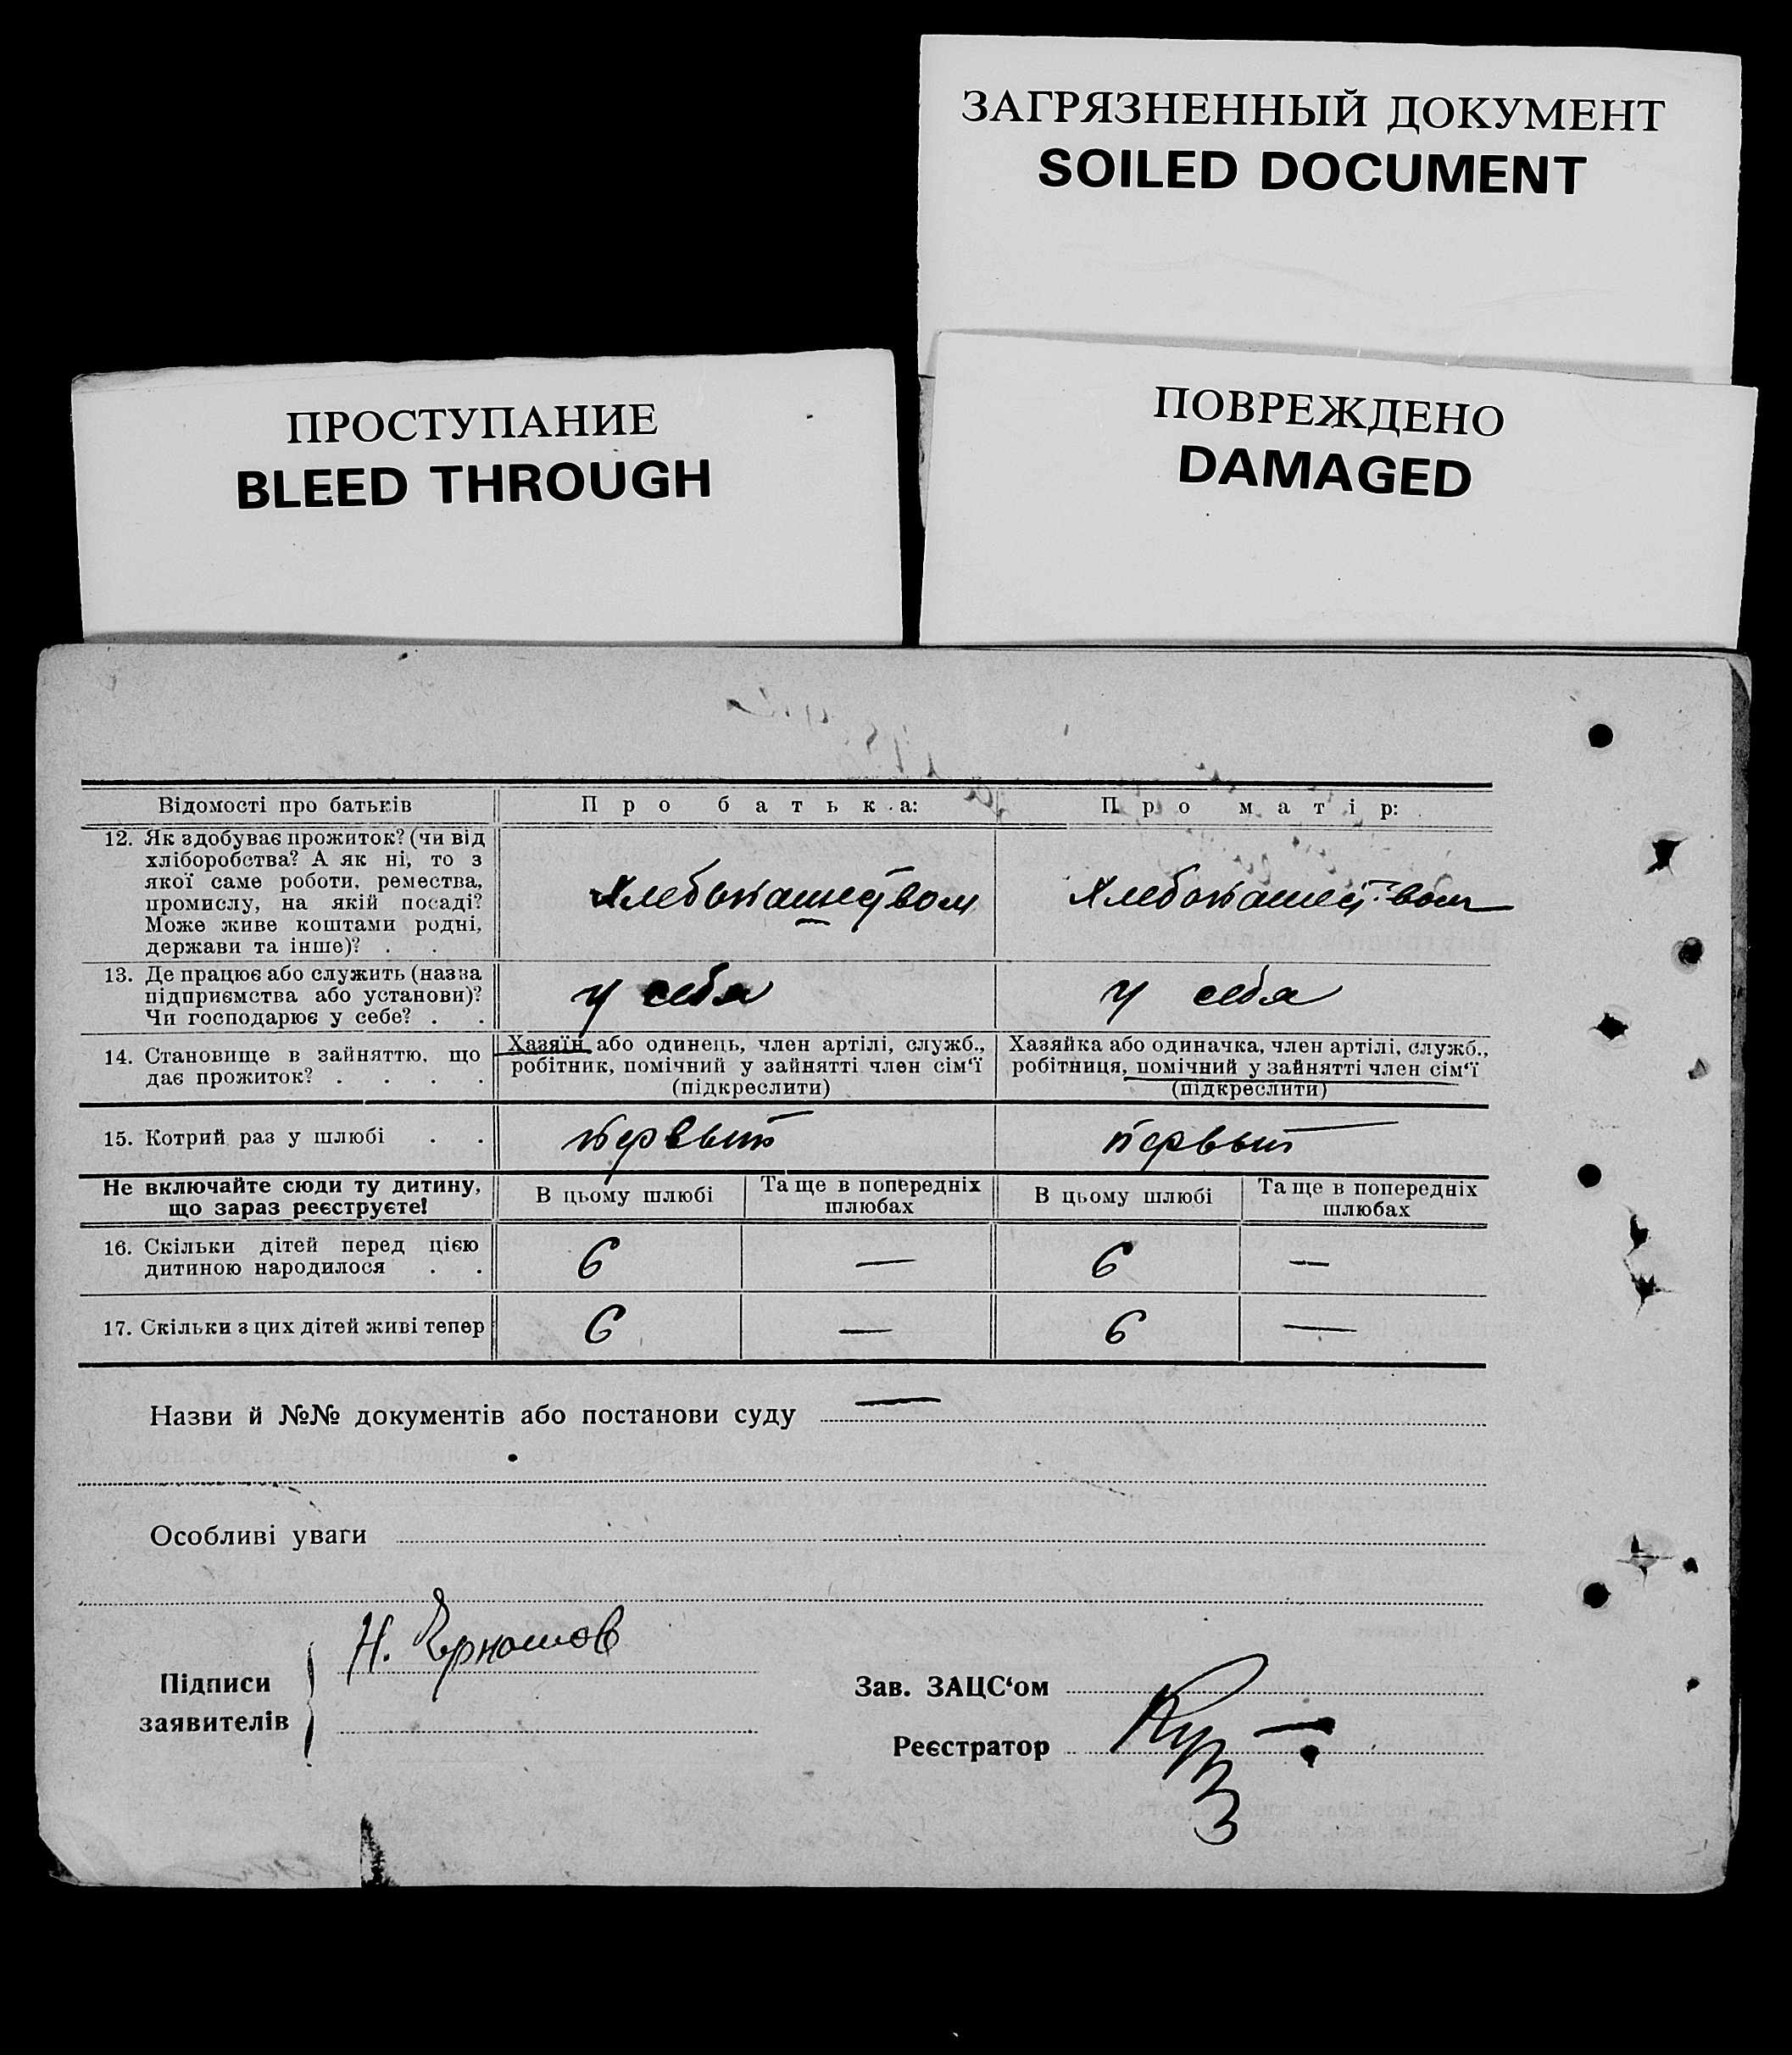 ЗАГРЯЗНЕННЫЙ ДОКУМЕНТ
SOILED DOCUMENT
ПРОСТУПАНИЕ
BLEED THROUGH
ПОВРЕЖДЕНО
DAMAGED
Відомості про батьків
Про батька:
Про матір:
12. Як здобуває прожиток? (чи від
хліборобства? А як ні, то з
якої саме роботи, ремества,
промислу, на якій посаді?
Може живе коштами родні,
держави та інше)? . .
Хлебопашеством
Хлебопашеством
13. Де працює або служить (назва
підприємства або установи)?
Чи господарює у себе? . .
у себя
у себя
14. Становище в зайняттю, що
дає прожиток? . . . .
Хазяїн або одинець, член артілі, служб.,
робітник, помічний у зайнятті член сім‘ї
(підкреслити)
Хазяйка або одиначка, член артілі, служб.,
робітниця, помічний у зайнятті член сім‘ї
(підкреслити)
15. Котрий раз у шлюбі . .
первый
первый
Не включайте сюди ту дитину,
що зараз реєструєте!
В цьому шлюбі
Та ще в попередніх
шлюбах
В цьому шлюбі
Та ще в попередніх
шлюбах
16. Скільки дітей перед цією
дитиною народилося . .
6 — 6 —
17. Скільки з цих дітей живі тепер
6 — 6 —
Назви й №№ документів або постанови суду —
Особливі уваги
Підписи
заявителів
Н.
Зав. ЗАЦС‘ом
Реєстратор